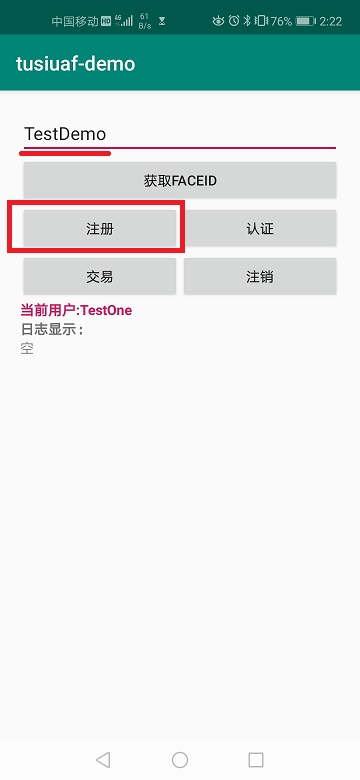 中国移动 HD 4G 61 B/s 76% 2:22
tusiuaf-demo
TestDemo
获取FACEID
注册 认证
交易 注销
当前用户:TestOne
日志显示：
空